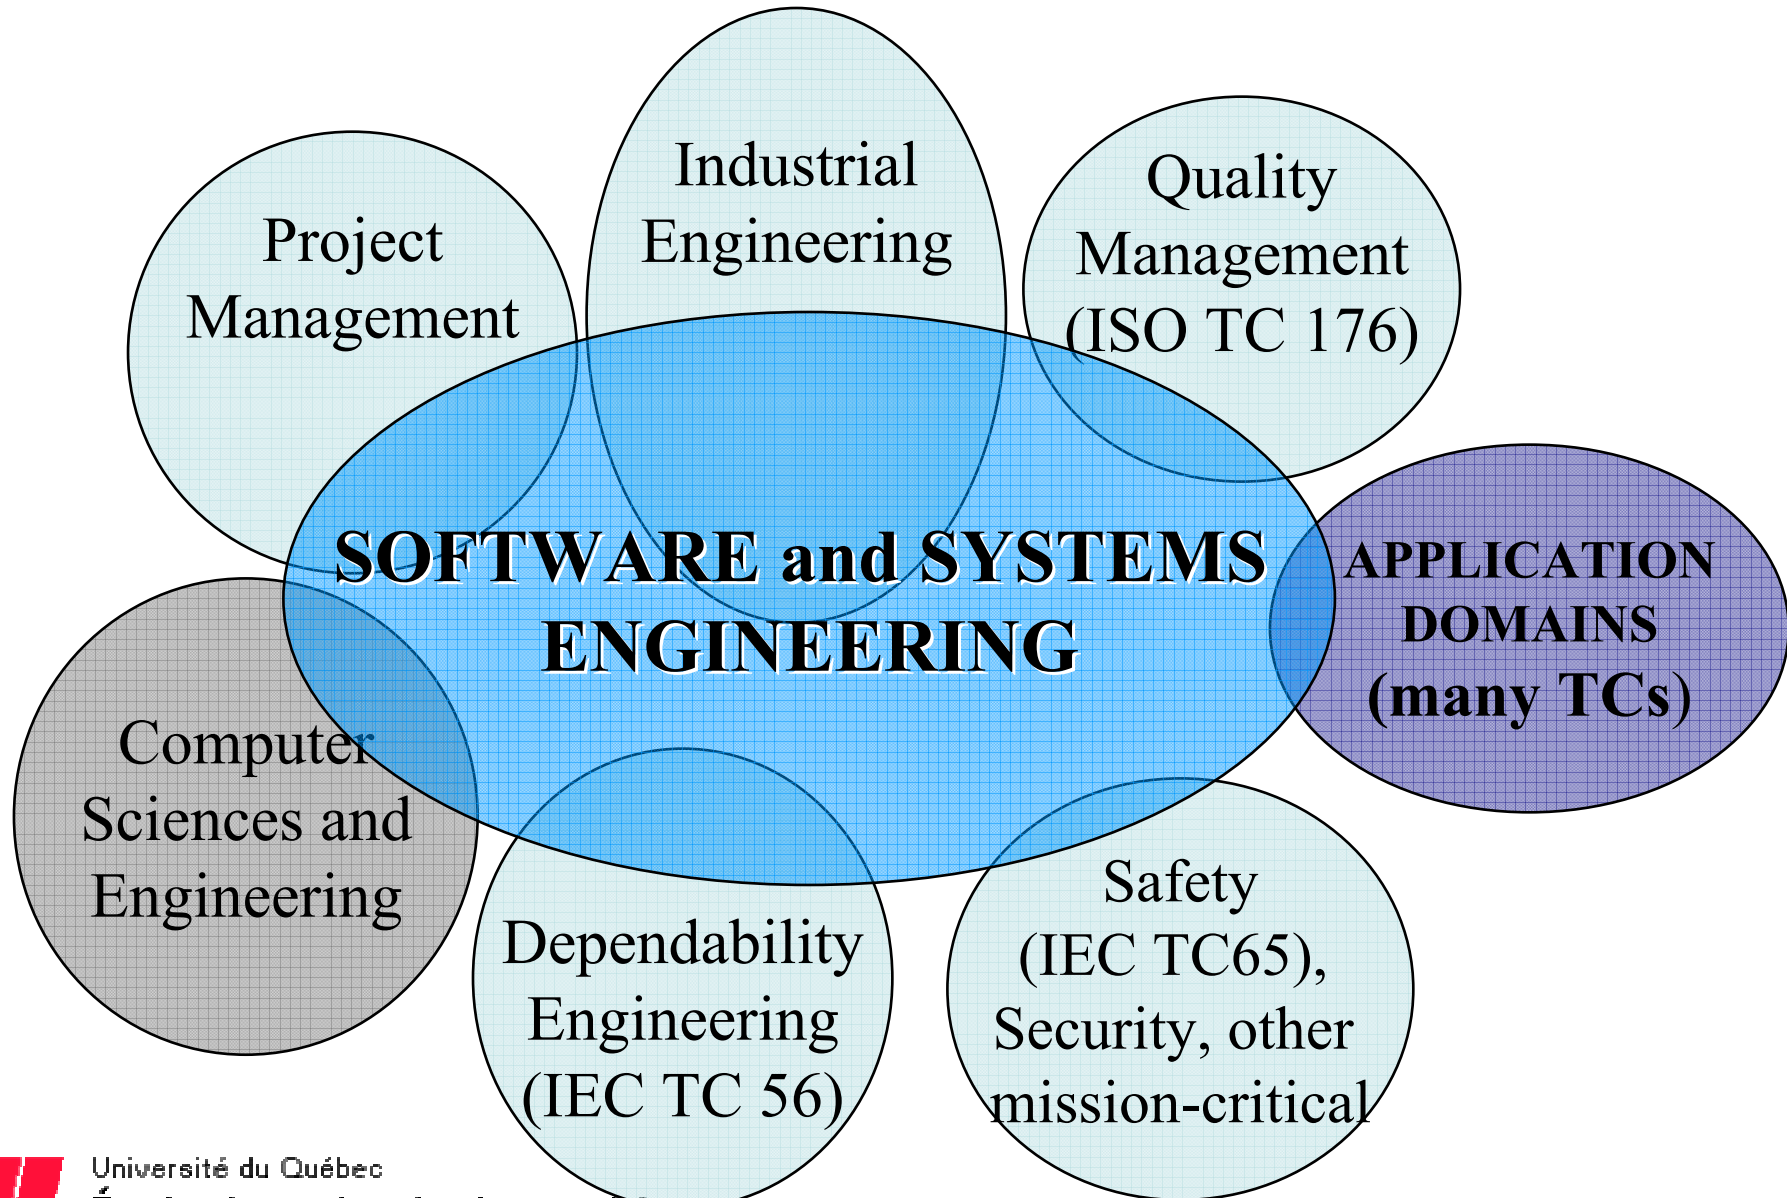 Industrial
Engineering
Quality
Management
(ISO TC 176)
Project
Management
SOFTWARE and SYSTEMS
ENGINEERING
APPLICATION
DOMAINS
(many TCs)
Computer
Sciences and
Engineering
Dependability
Engineering
(IEC TC 56)
Safety
(IEC TC65),
Security, other
mission-critical
Université du Québec